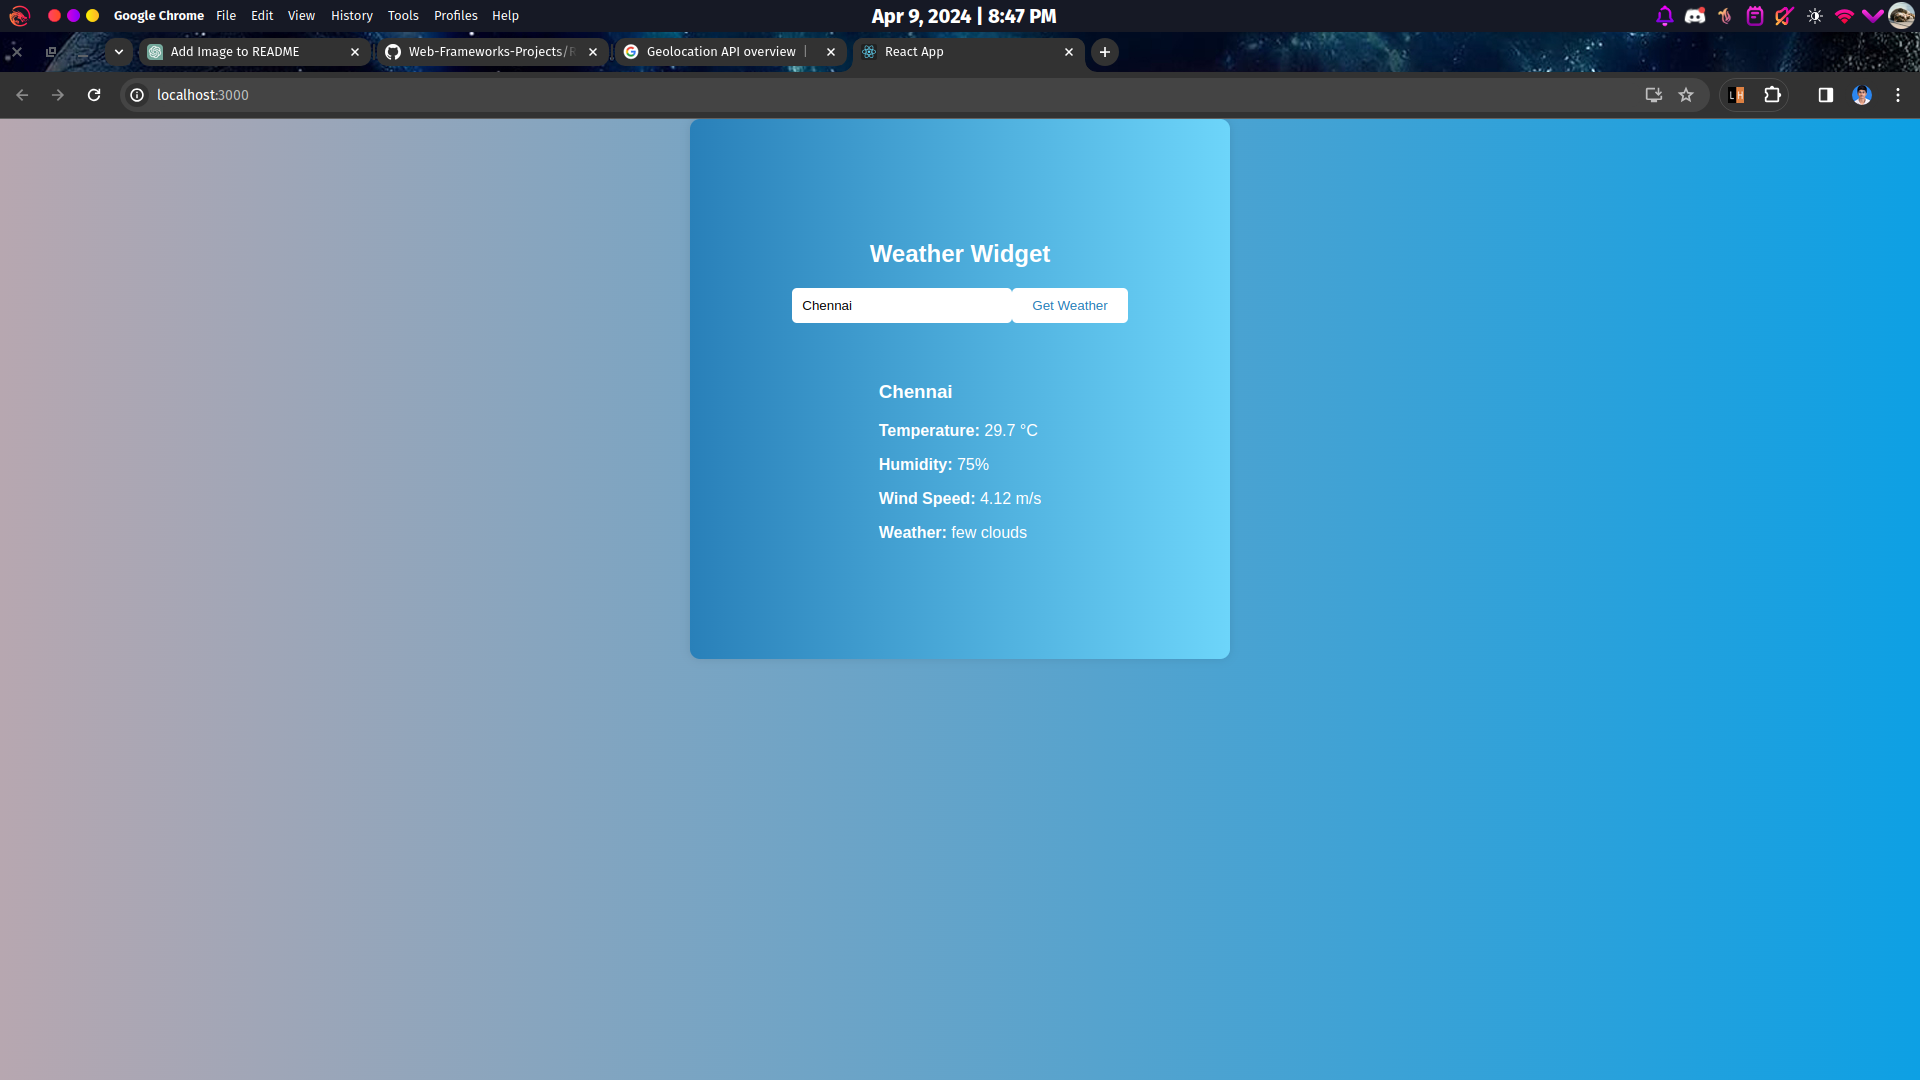 Google Chrome File Edit View History Tools Profiles Help Apr 9, 2024 | 8:47 PM
Add Image to README Web-Frameworks-Projects/R Geolocation API overview | React App
localhost:3000 L H
Weather Widget
Chennai Get Weather
Chennai
Temperature: 29.7 °C
Humidity: 75%
Wind Speed: 4.12 m/s
Weather: few clouds